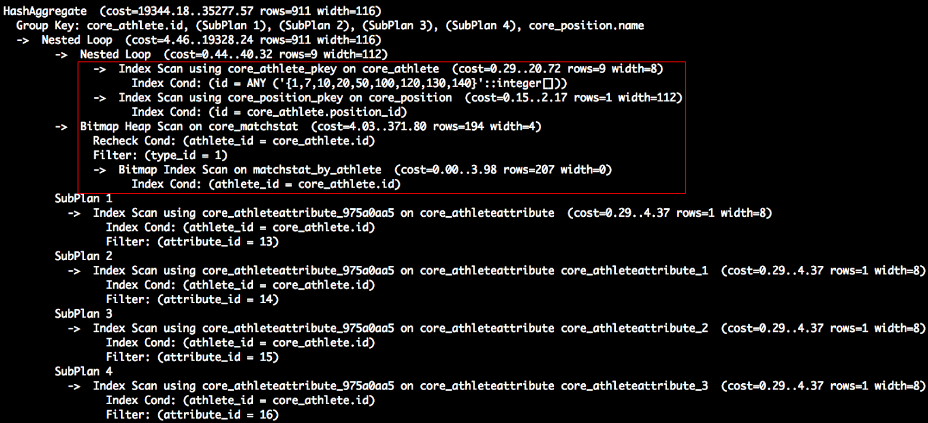 HashAggregate  (cost=19344.18..35277.57 rows=911 width=116)
  Group Key: core_athlete.id, (SubPlan 1), (SubPlan 2), (SubPlan 3), (SubPlan 4), core_position.name
  ->  Nested Loop  (cost=4.46..19328.24 rows=911 width=116)
        ->  Nested Loop  (cost=0.44..40.32 rows=9 width=112)
              ->  Index Scan using core_athlete_pkey on core_athlete  (cost=0.29..20.72 rows=9 width=8)
                    Index Cond: (id = ANY ('{1,7,10,20,50,100,120,130,140}'::integer[]))
              ->  Index Scan using core_position_pkey on core_position  (cost=0.15..2.17 rows=1 width=112)
                    Index Cond: (id = core_athlete.position_id)
        ->  Bitmap Heap Scan on core_matchstat  (cost=4.03..371.80 rows=194 width=4)
              Recheck Cond: (athlete_id = core_athlete.id)
              Filter: (type_id = 1)
              ->  Bitmap Index Scan on matchstat_by_athlete  (cost=0.00..3.98 rows=207 width=0)
                    Index Cond: (athlete_id = core_athlete.id)
        SubPlan 1
          ->  Index Scan using core_athleteattribute_975a0aa5 on core_athleteattribute  (cost=0.29..4.37 rows=1 width=8)
                Index Cond: (athlete_id = core_athlete.id)
                Filter: (attribute_id = 13)
        SubPlan 2
          ->  Index Scan using core_athleteattribute_975a0aa5 on core_athleteattribute core_athleteattribute_1  (cost=0.29..4.37 rows=1 width=8)
                Index Cond: (athlete_id = core_athlete.id)
                Filter: (attribute_id = 14)
        SubPlan 3
          ->  Index Scan using core_athleteattribute_975a0aa5 on core_athleteattribute core_athleteattribute_2  (cost=0.29..4.37 rows=1 width=8)
                Index Cond: (athlete_id = core_athlete.id)
                Filter: (attribute_id = 15)
        SubPlan 4
          ->  Index Scan using core_athleteattribute_975a0aa5 on core_athleteattribute core_athleteattribute_3  (cost=0.29..4.37 rows=1 width=8)
                Index Cond: (athlete_id = core_athlete.id)
                Filter: (attribute_id = 16)